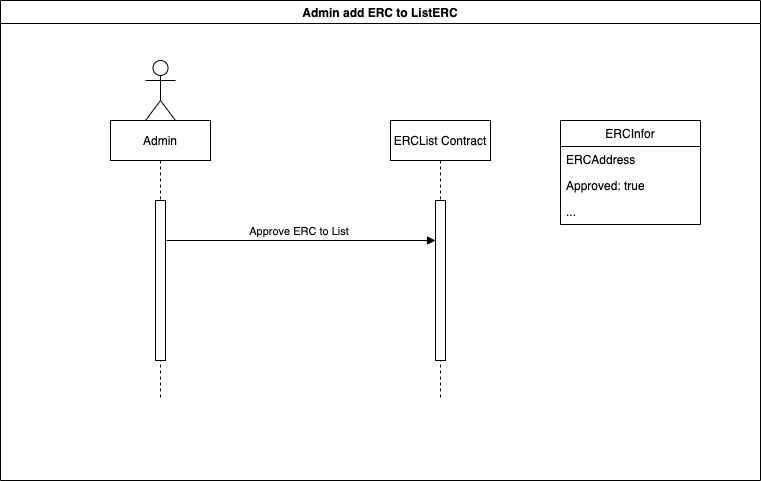 Admin add ERC to ListERC
Admin
ERCList Contract
ERCInfor
ERCAddress
Approved: true
...
Approve ERC to List